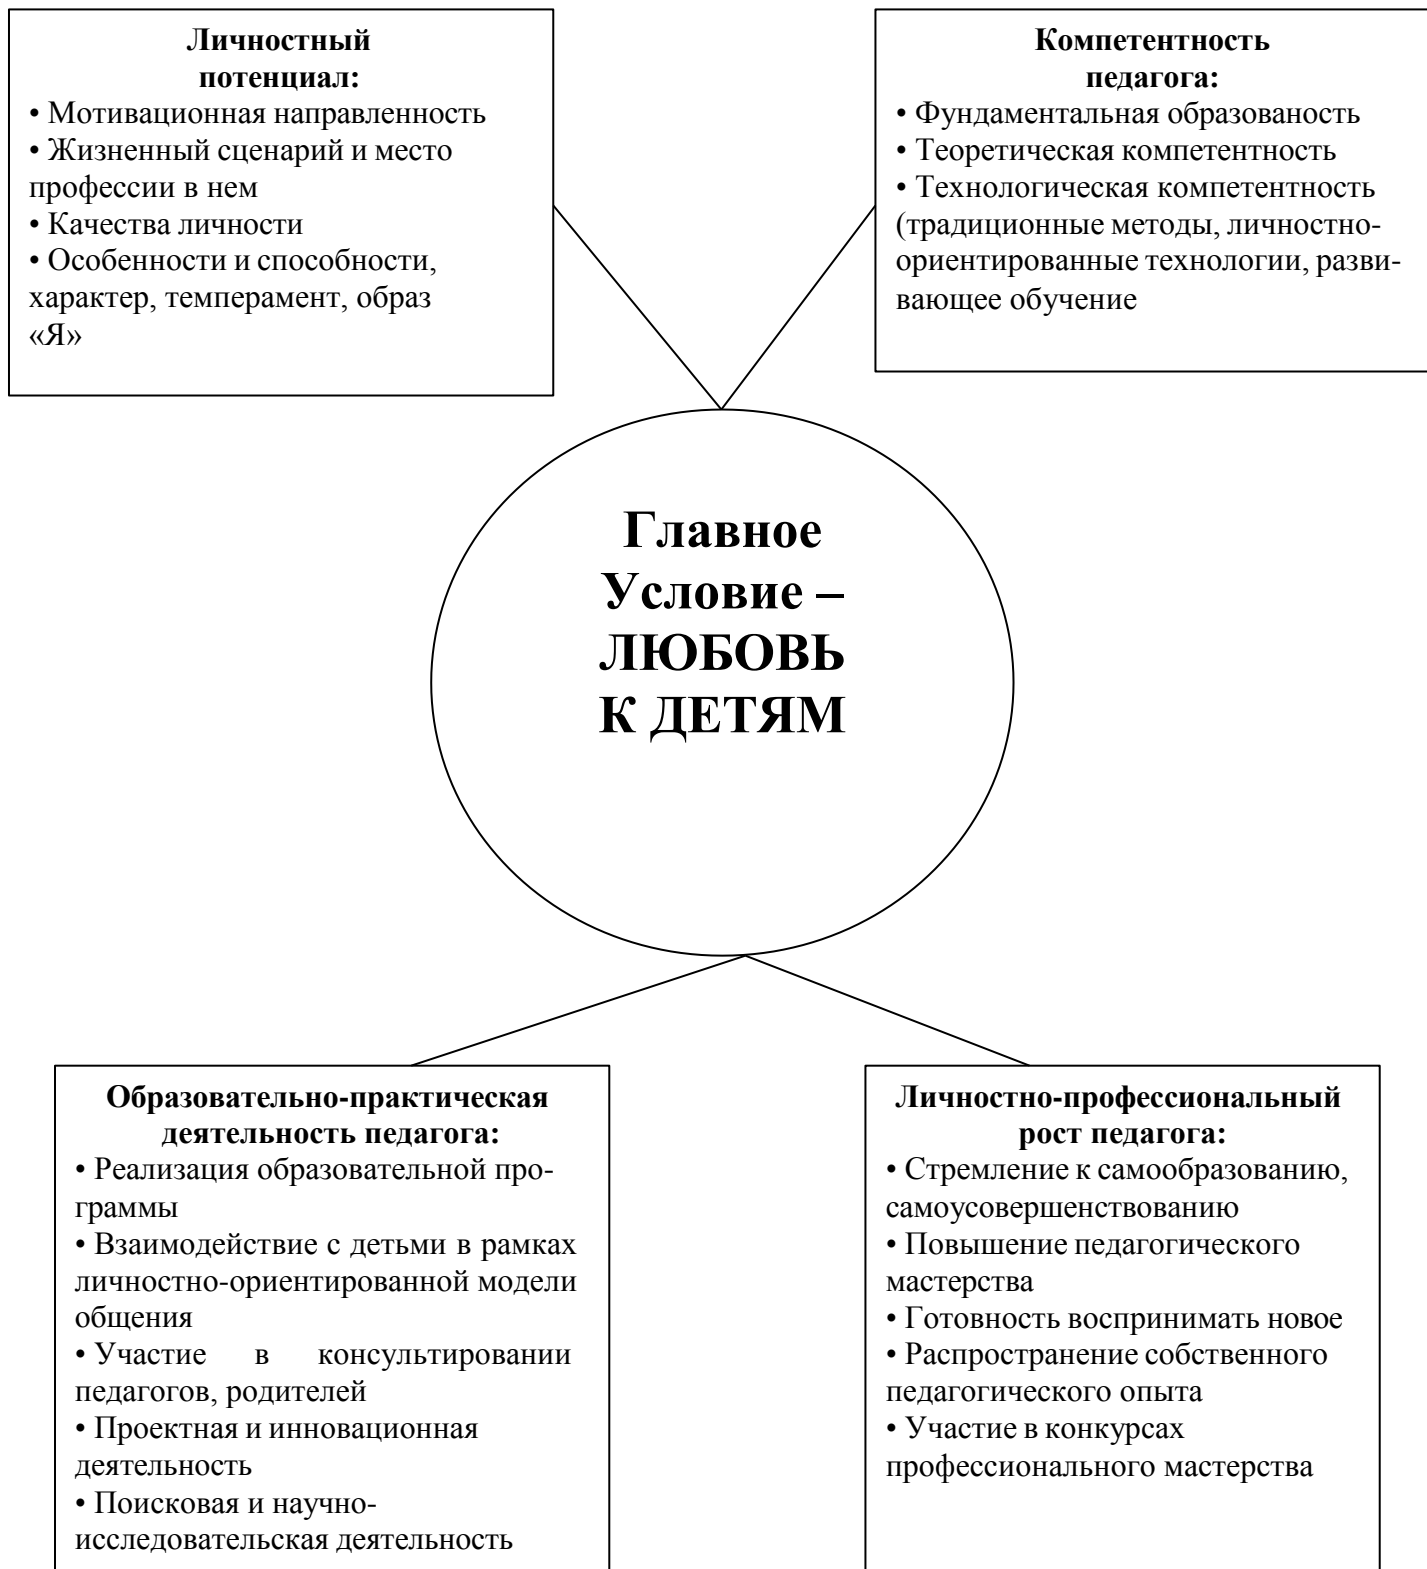 Личностный
потенциал:
• Мотивационная направленность
• Жизненный сценарий и место
профессии в нем
• Качества личности
• Особенности и способности,
характер, темперамент, образ
«Я»
Компетентность
педагога:
• Фундаментальная образованость
• Теоретическая компетентность
• Технологическая компетентность
(традиционные методы, личностно-
ориентированные технологии, разви-
вающее обучение
Главное
Условие –
ЛЮБОВЬ
К ДЕТЯМ
Образовательно-практическая
деятельность педагога:
• Реализация образовательной про-
граммы
• Взаимодействие с детьми в рамках
личностно-ориентированной модели
общения
• Участие в консультировании
педагогов, родителей
• Проектная и инновационная
деятельность
• Поисковая и научно-
исследовательская деятельность
Личностно-профессиональный
рост педагога:
• Стремление к самообразованию,
самоусовершенствованию
• Повышение педагогического
мастерства
• Готовность воспринимать новое
• Распространение собственного
педагогического опыта
• Участие в конкурсах
профессионального мастерства